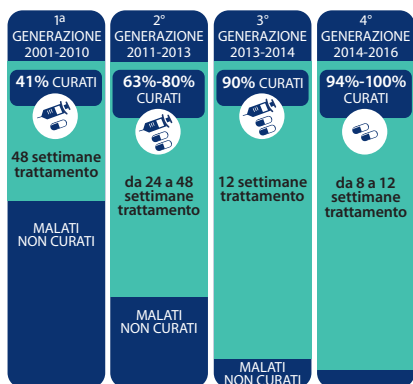 1ª
GENERAZIONE
2001-2010
41% CURATI
48 settimane
trattamento
MALATI
NON CURATI
2°
GENERAZIONE
2011-2013
63%-80%
CURATI
da 24 a 48
settimane
trattamento
MALATI
NON CURATI
3°
GENERAZIONE
2013-2014
90% CURATI
12 settimane
trattamento
MALATI
NON CURATI
4°
GENERAZIONE
2014-2016
94%-100%
CURATI
da 8 a 12
settimane
trattamento